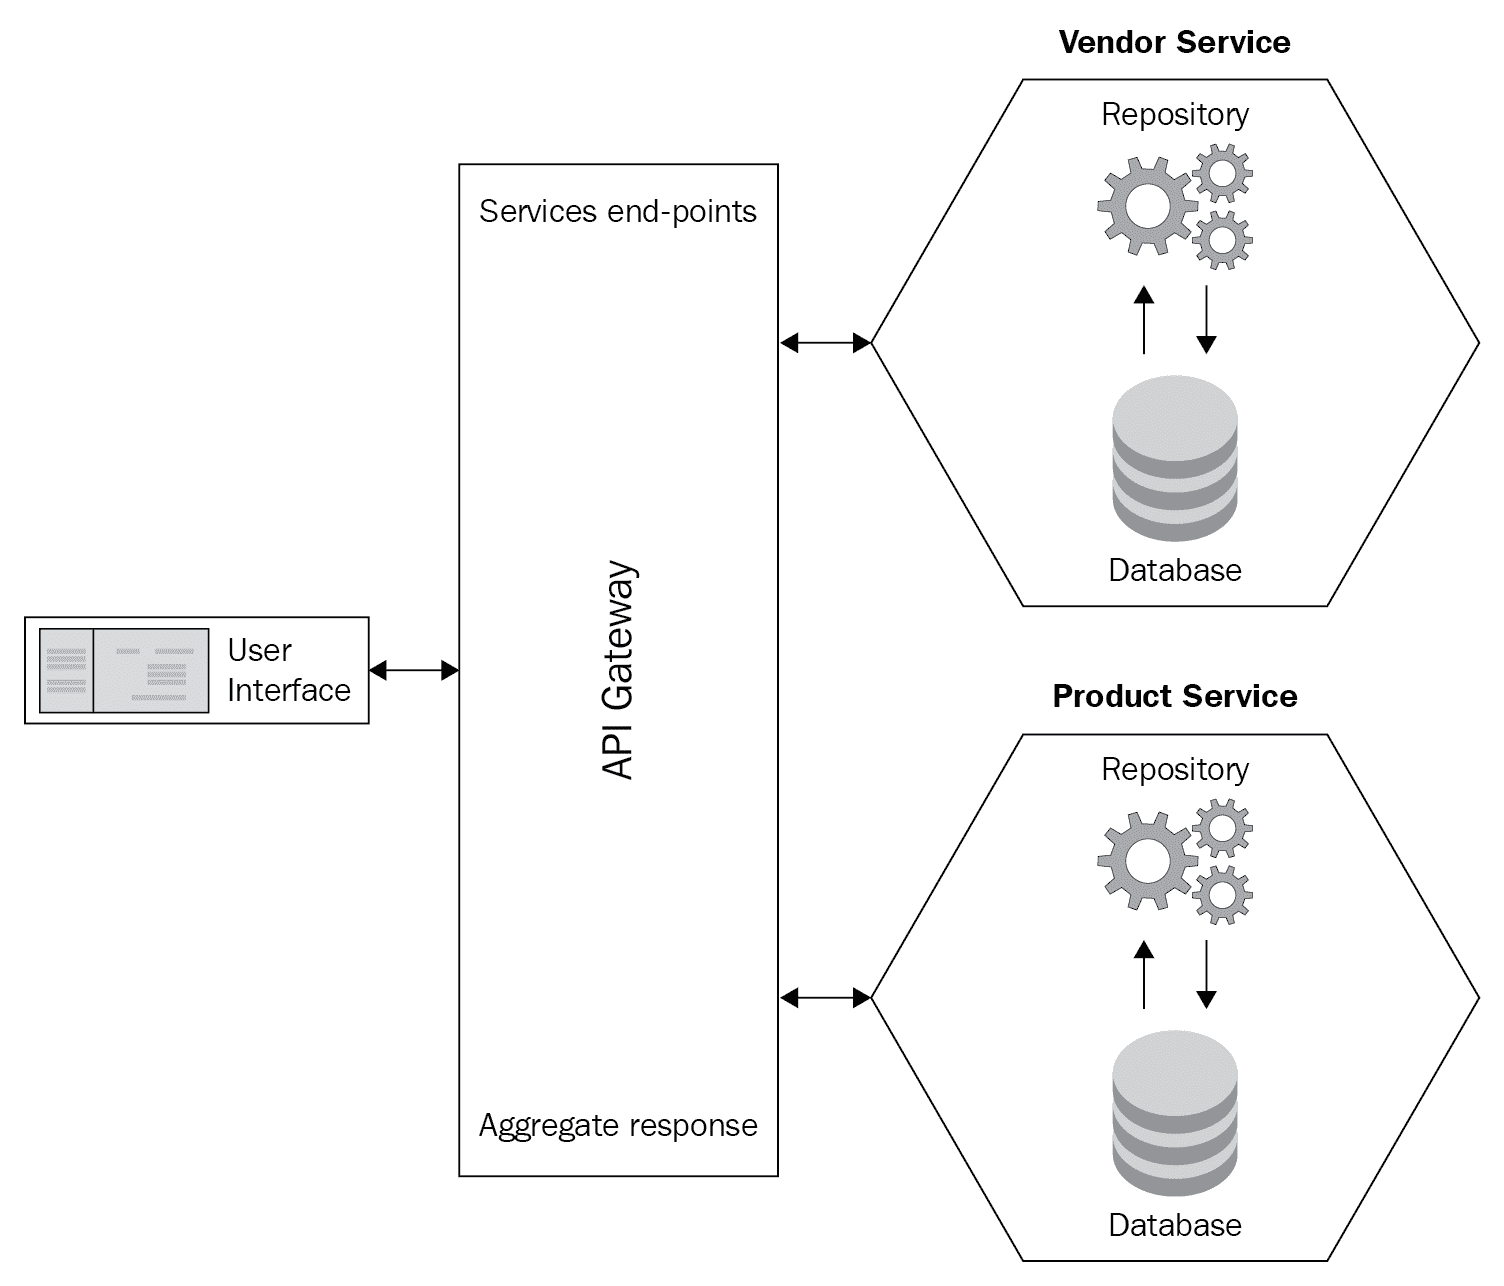 Vendor Service
Repository
Services end-points
Database
API Gateway
User
Interface
Product Service
Repository
Aggregate response
Database